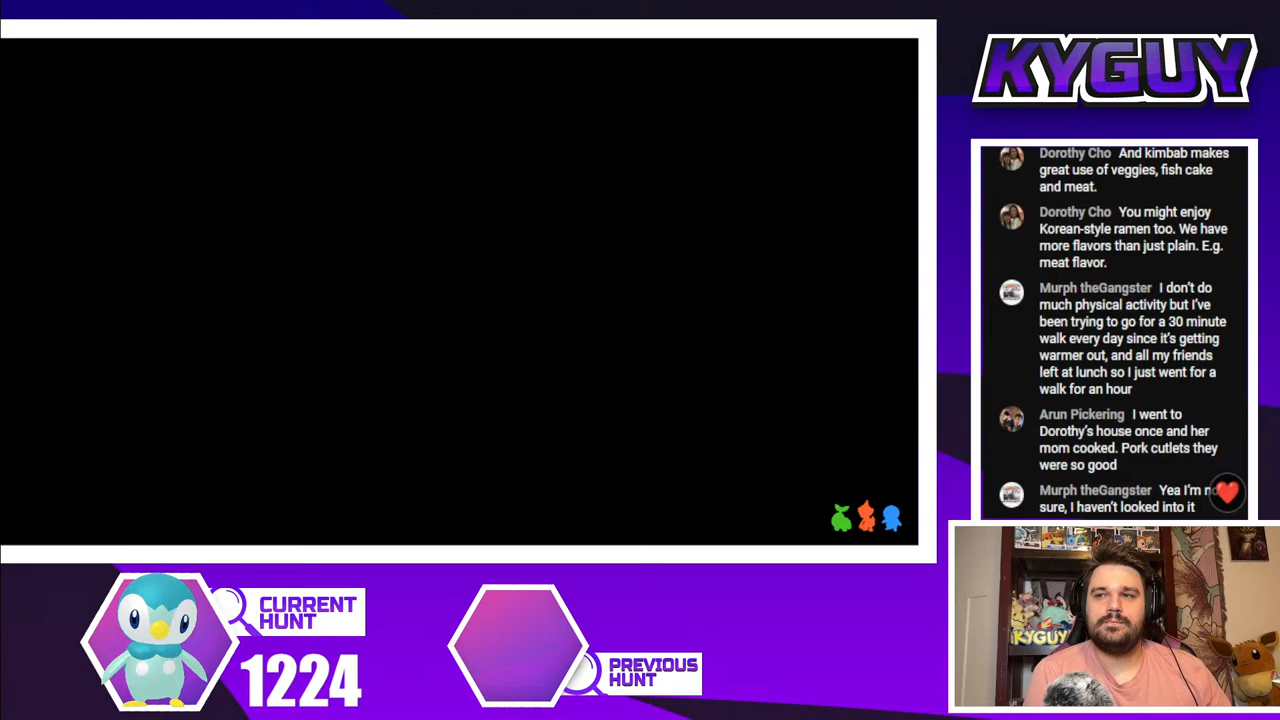 KYGUY
Dorothy Cho And kimbab makes
great use of veggies, fish cake
and meat.
Dorothy Cho You might enjoy
Korean-style ramen too. We have
more flavors than just plain. E.g.
meat flavor.
Murph theGangster I don't do
much physical activity but I've
been trying to go for a 30 minute
walk every day since it's getting
warmer out, and all my friends
left at lunch so I just went for a
walk for an hour
Arun Pickering I went to
Dorothy's house once and her
mom cooked. Pork cutlets they
were so good
Murph theGangster Yea I'm
sure, I haven't looked into it
KYGUY
CURRENT
HUNT
1224
PREVIOUS
HUNT